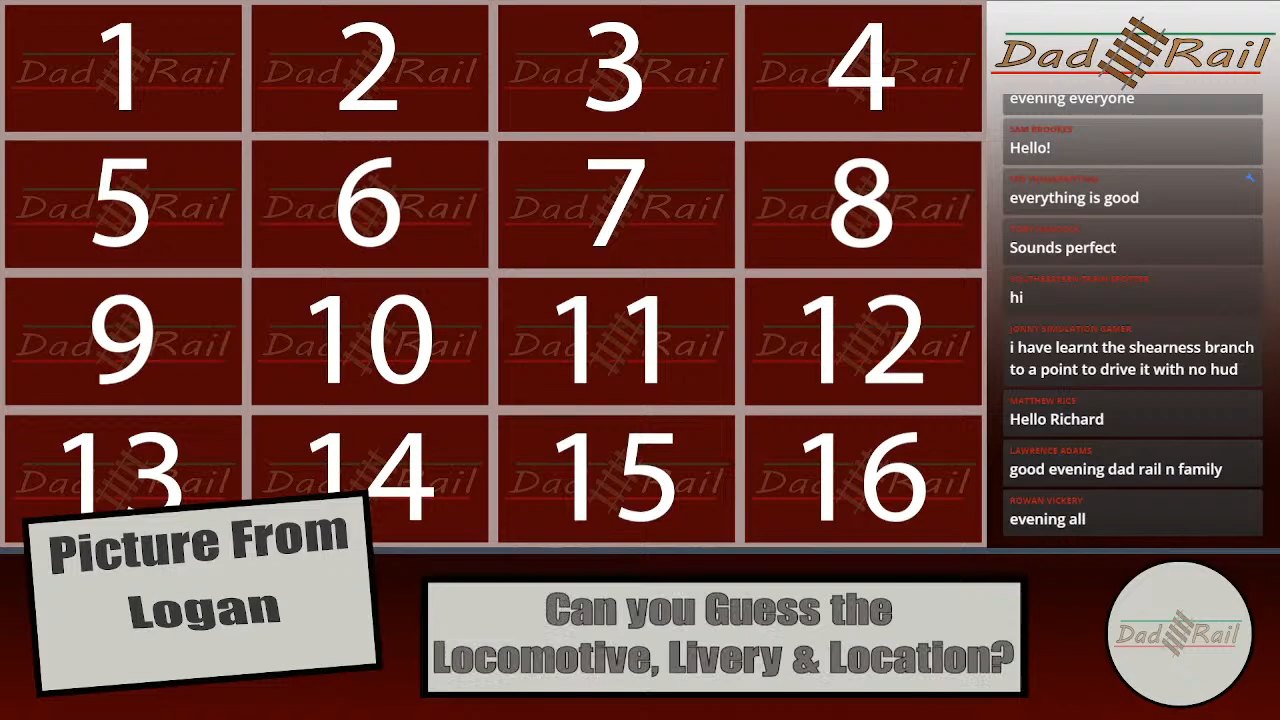 1 2 3 4
5 6 7 8
9 10 11 12
13 14 15 16
Dad Rail
evening everyone
SAM BROOKES
Hello!
everything is good
Sounds perfect
hi
JONNY SIMULATION GAMER
i have learnt the shearness branch
to a point to drive it with no hud
MATTHEW RICE
Hello Richard
LAWRENCE ADAMS
good evening dad rail n family
ROWAN VICKERY
evening all
Picture From
Logan
Can you Guess the
Locomotive, Livery & Location?
Dad Rail